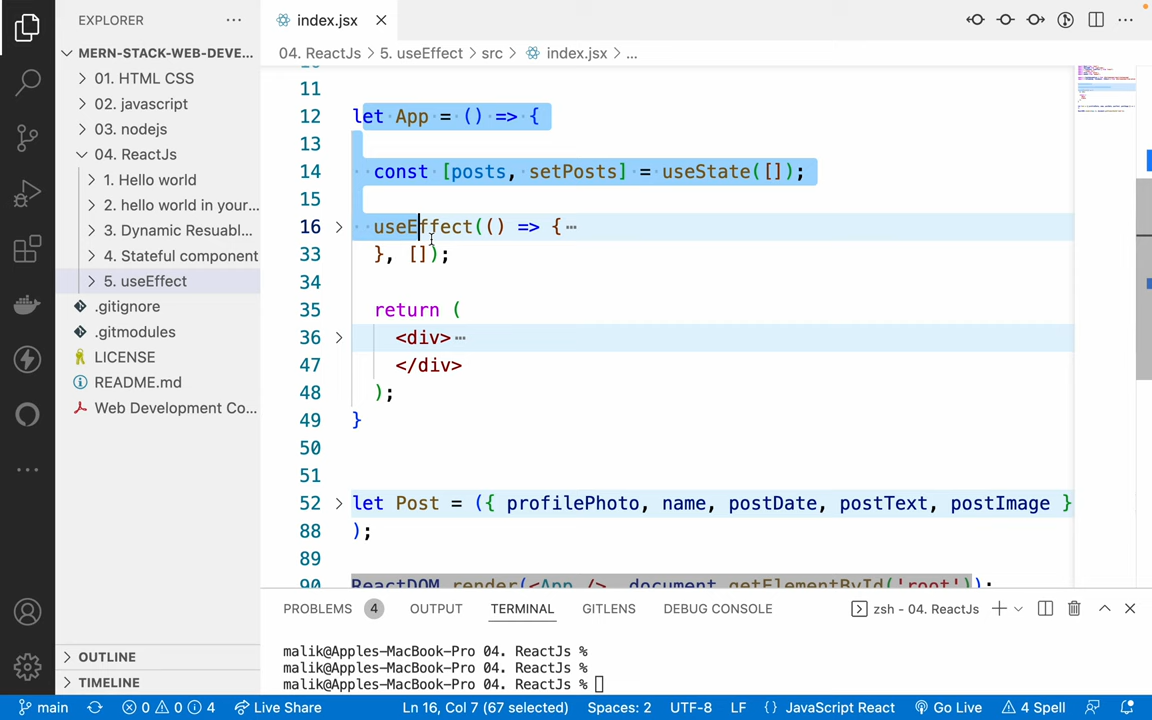 EXPLORER
index.jsx
MERN-STACK-WEB-DEVE...
04. ReactJs > 5. useEffect > src > index.jsx > ...
01. HTML CSS
02. javascript
03. nodejs
04. ReactJs
1. Hello world
2. hello world in your...
3. Dynamic Resuabl...
4. Stateful component
5. useEffect
.gitignore
.gitmodules
LICENSE
README.md
Web Development Co...
OUTLINE
TIMELINE
11
12 let App = () => {
13
14 const [posts, setPosts] = useState([]);
15
16 useEffect(() => {
33 }, []);
34
35 return (
36 <div>
47 </div>
48 );
49 }
50
51
52 let Post = ({ profilePhoto, name, postDate, postText, postImage }
88 );
89
90 ReactDOM.render(<App />, document.getElementById('root'));
PROBLEMS 4 OUTPUT TERMINAL GITLENS DEBUG CONSOLE zsh - 04. ReactJs
malik@Apples-MacBook-Pro 04. ReactJs %
malik@Apples-MacBook-Pro 04. ReactJs %
malik@Apples-MacBook-Pro 04. ReactJs %
main 0 0 4 Live Share Ln 16, Col 7 (67 selected) Spaces: 2 UTF-8 LF {} JavaScript React Go Live 4 Spell